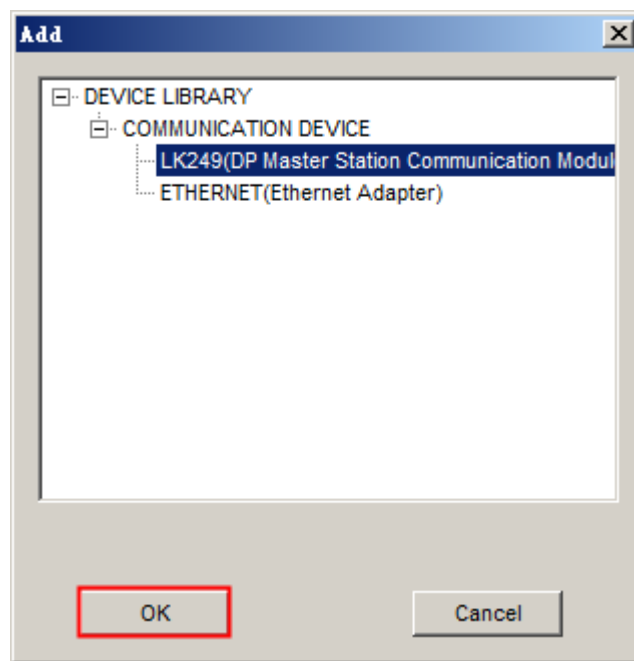 Add
DEVICE LIBRARY
COMMUNICATION DEVICE
LK249(DP Master Station Communication Modul
ETHERNET(Ethernet Adapter)
OK
Cancel